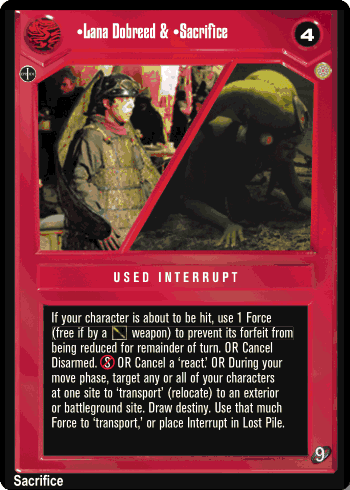 •Lana Dobreed & •Sacrifice
4
USED INTERRUPT
If your character is about to be hit, use 1 Force
(free if by a weapon) to prevent its forfeit from
being reduced for remainder of turn. OR Cancel
Disarmed. S OR Cancel a 'react.' OR During your
move phase, target any or all of your characters
at one site to 'transport' (relocate) to an exterior
or battleground site. Draw destiny. Use that much
Force to 'transport,' or place Interrupt in Lost Pile.
9
Sacrifice